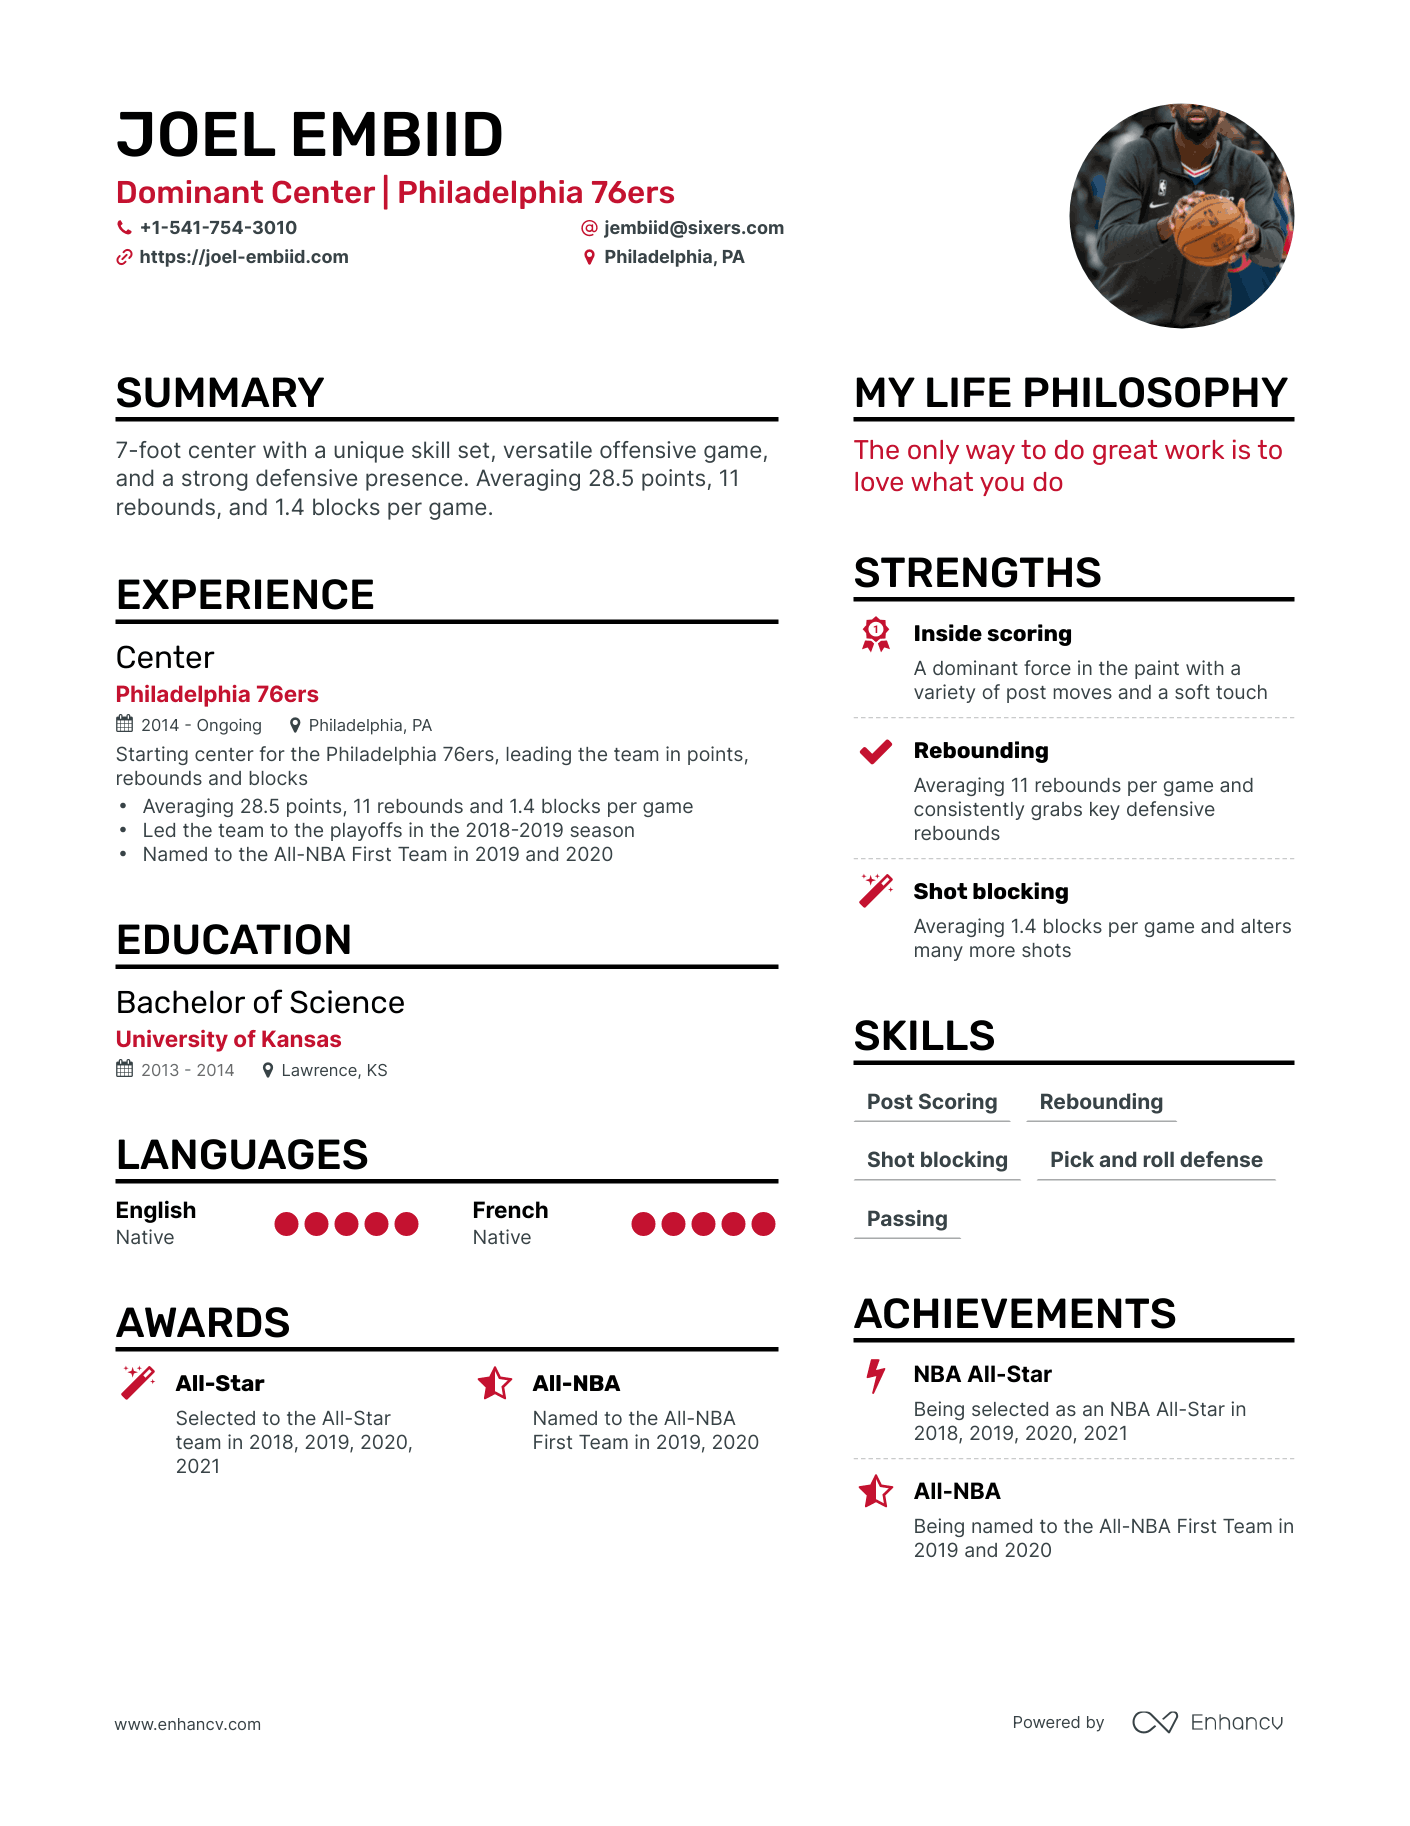 JOEL EMBIID
Dominant Center | Philadelphia 76ers
+1-541-754-3010
jembiid@sixers.com
https://joel-embiid.com
Philadelphia, PA
SUMMARY
7-foot center with a unique skill set, versatile offensive game,
and a strong defensive presence. Averaging 28.5 points, 11
rebounds, and 1.4 blocks per game.
EXPERIENCE
Center
Philadelphia 76ers
2014 - Ongoing Philadelphia, PA
Starting center for the Philadelphia 76ers, leading the team in points,
rebounds and blocks
• Averaging 28.5 points, 11 rebounds and 1.4 blocks per game
• Led the team to the playoffs in the 2018-2019 season
• Named to the All-NBA First Team in 2019 and 2020
EDUCATION
Bachelor of Science
University of Kansas
2013 - 2014 Lawrence, KS
LANGUAGES
English
Native
French
Native
AWARDS
All-Star
Selected to the All-Star
team in 2018, 2019, 2020,
2021
All-NBA
Named to the All-NBA
First Team in 2019, 2020
MY LIFE PHILOSOPHY
The only way to do great work is to
love what you do
STRENGTHS
1
Inside scoring
A dominant force in the paint with a
variety of post moves and a soft touch
Rebounding
Averaging 11 rebounds per game and
consistently grabs key defensive
rebounds
Shot blocking
Averaging 1.4 blocks per game and alters
many more shots
SKILLS
Post Scoring Rebounding
Shot blocking Pick and roll defense
Passing
ACHIEVEMENTS
NBA All-Star
Being selected as an NBA All-Star in
2018, 2019, 2020, 2021
All-NBA
Being named to the All-NBA First Team in
2019 and 2020
www.enhancv.com
Powered by Enhancv